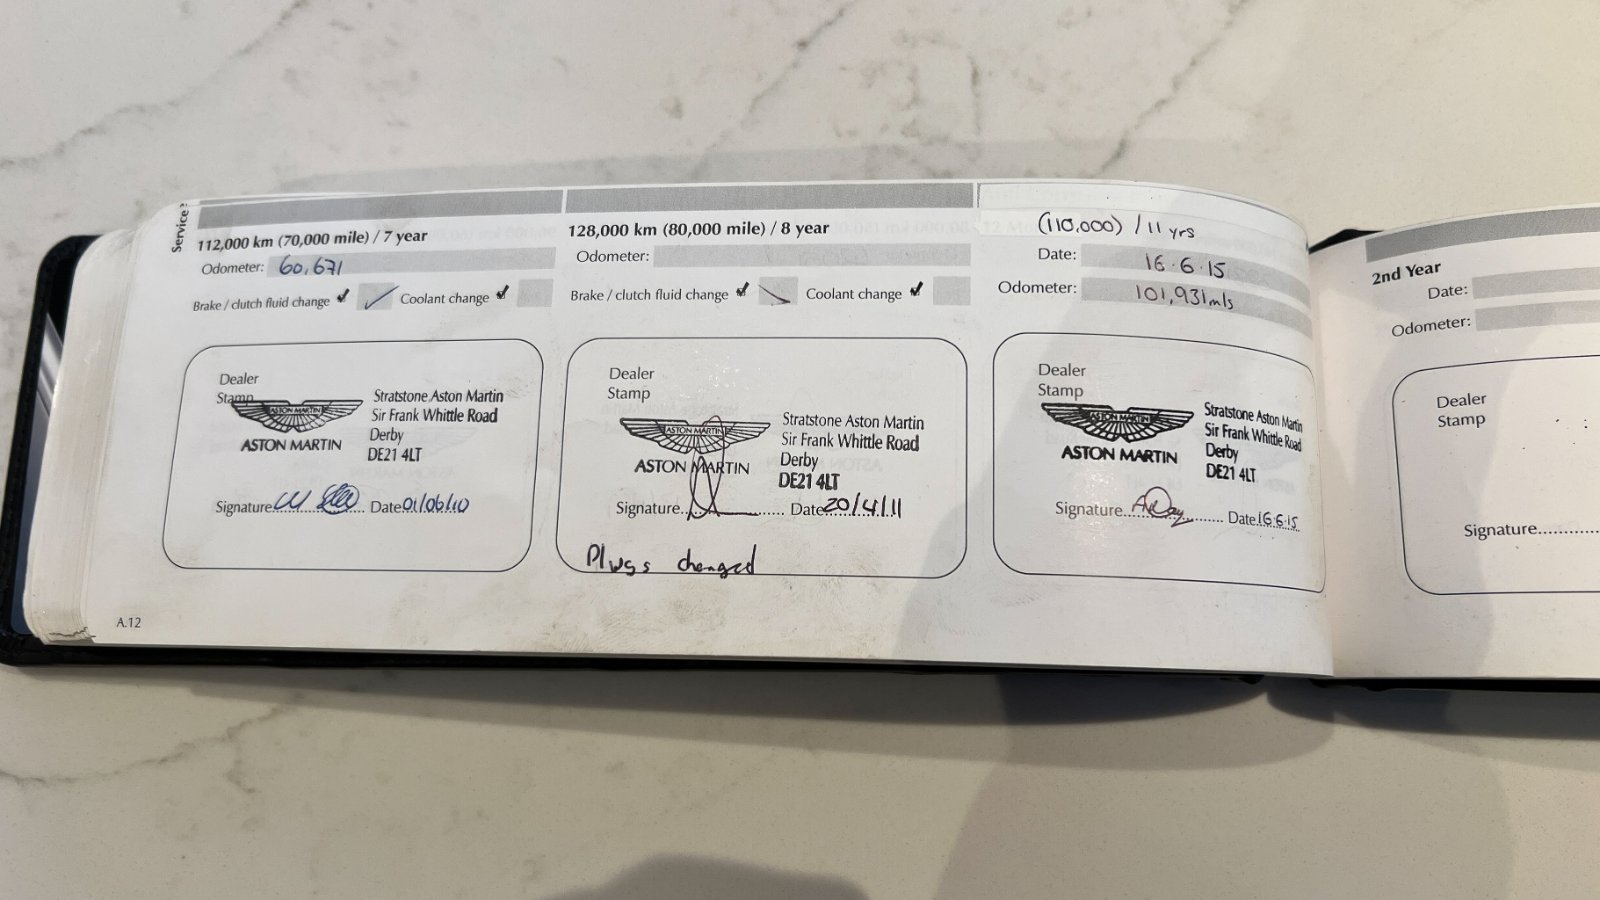 Service
112,000 km (70,000 mile) / 7 year
Odometer: 60,671
Brake / clutch fluid change ✔ Coolant change ✔
Dealer
Stamp
ASTON MARTIN
ASTON MARTIN
Stratstone Aston Martin
Sir Frank Whittle Road
Derby
DE21 4LT
Signature Date 01/06/10
128,000 km (80,000 mile) / 8 year
Odometer:
Brake / clutch fluid change ✔ Coolant change ✔
Dealer
Stamp
ASTON MARTIN
ASTON MARTIN
Stratstone Aston Martin
Sir Frank Whittle Road
Derby
DE21 4LT
Signature Date 20/4/11
Plugs changed
(110,000) / 11 yrs
Date: 16.6.15
Odometer: 101,931mls
Dealer
Stamp
ASTON MARTIN
ASTON MARTIN
Stratstone Aston Martin
Sir Frank Whittle Road
Derby
DE21 4LT
Signature Date 16.6.15
A.12
2nd Year
Date:
Odometer:
Dealer
Stamp
Signature